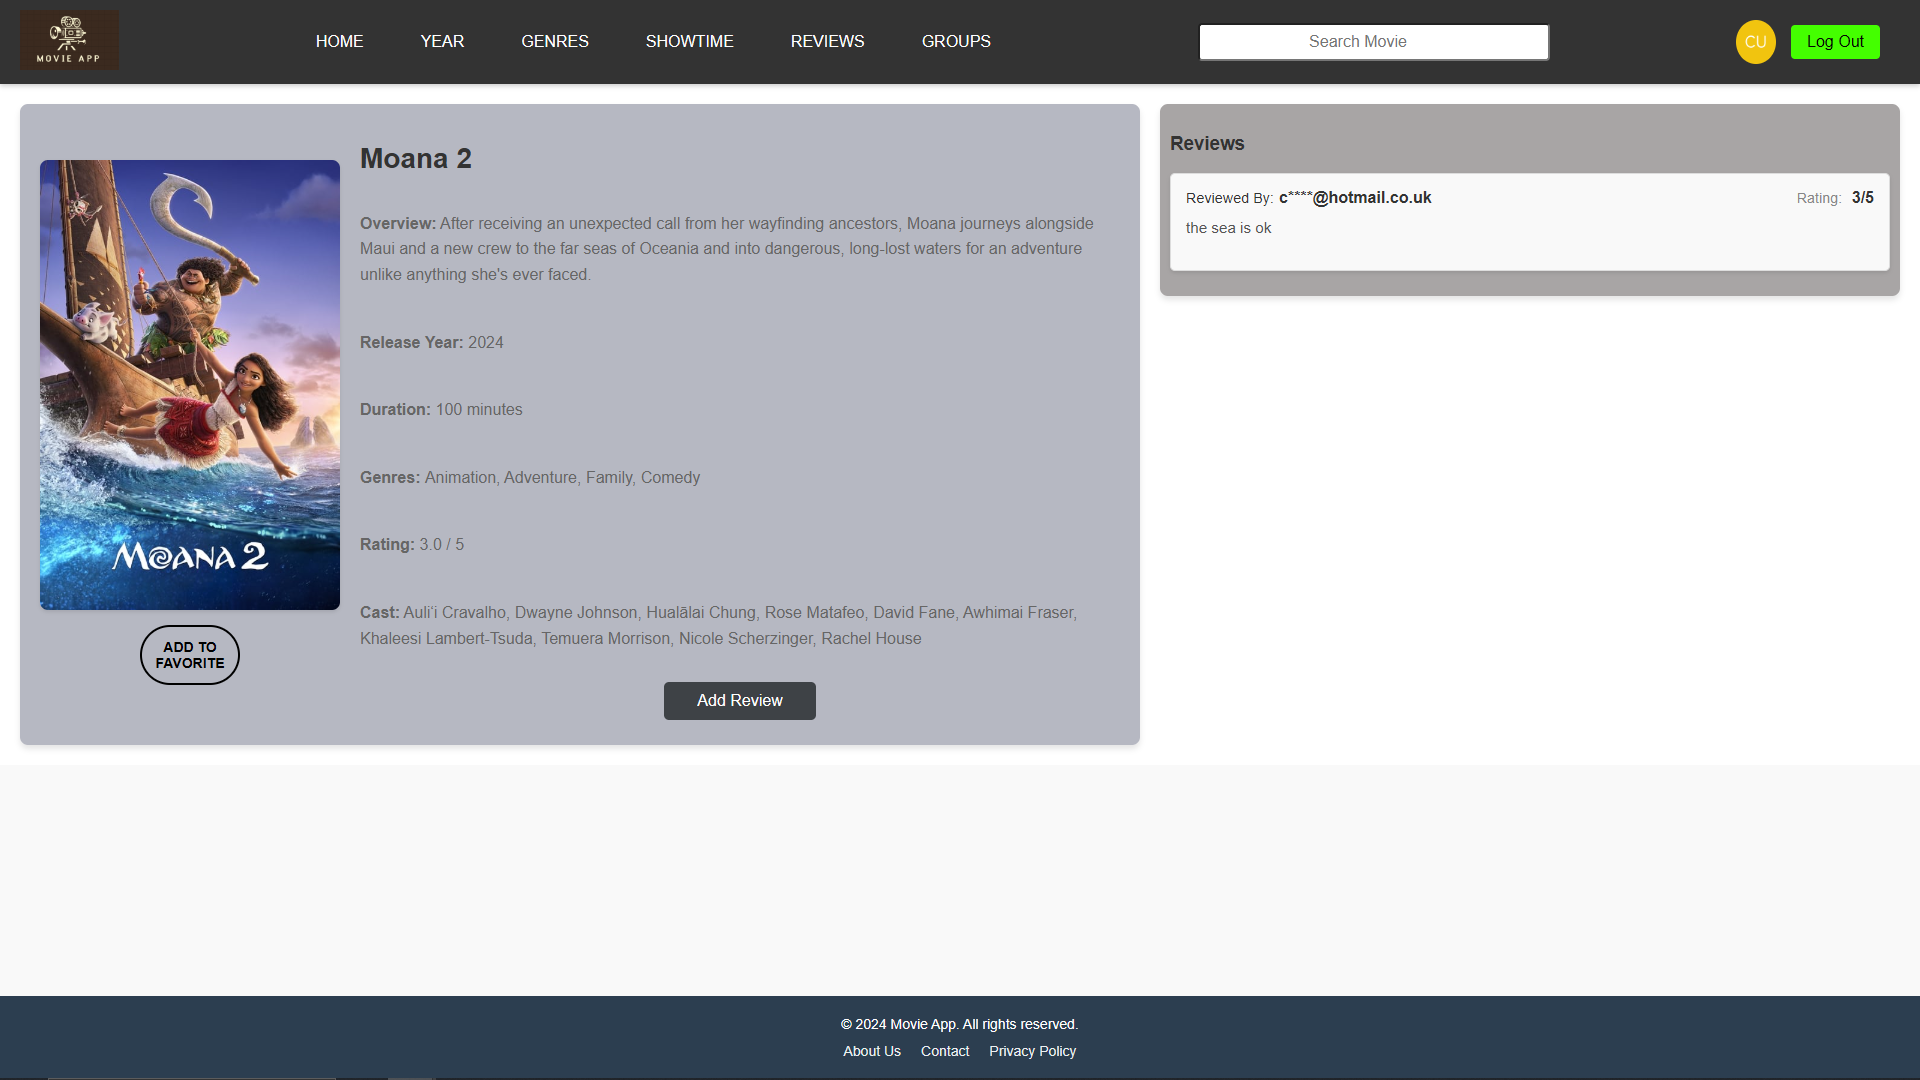 MOVIE APP
HOME
YEAR
GENRES
SHOWTIME
REVIEWS
GROUPS
Search Movie
CU
Log Out
MOANA 2
ADD TO
FAVORITE
Moana 2
Overview: After receiving an unexpected call from her wayfinding ancestors, Moana journeys alongside
Maui and a new crew to the far seas of Oceania and into dangerous, long-lost waters for an adventure
unlike anything she's ever faced.
Release Year: 2024
Duration: 100 minutes
Genres: Animation, Adventure, Family, Comedy
Rating: 3.0 / 5
Cast: Auliʻi Cravalho, Dwayne Johnson, Hualālai Chung, Rose Matafeo, David Fane, Awhimai Fraser,
Khaleesi Lambert-Tsuda, Temuera Morrison, Nicole Scherzinger, Rachel House
Add Review
Reviews
Reviewed By: c****@hotmail.co.uk
Rating: 3/5
the sea is ok
© 2024 Movie App. All rights reserved.
About Us
Contact
Privacy Policy